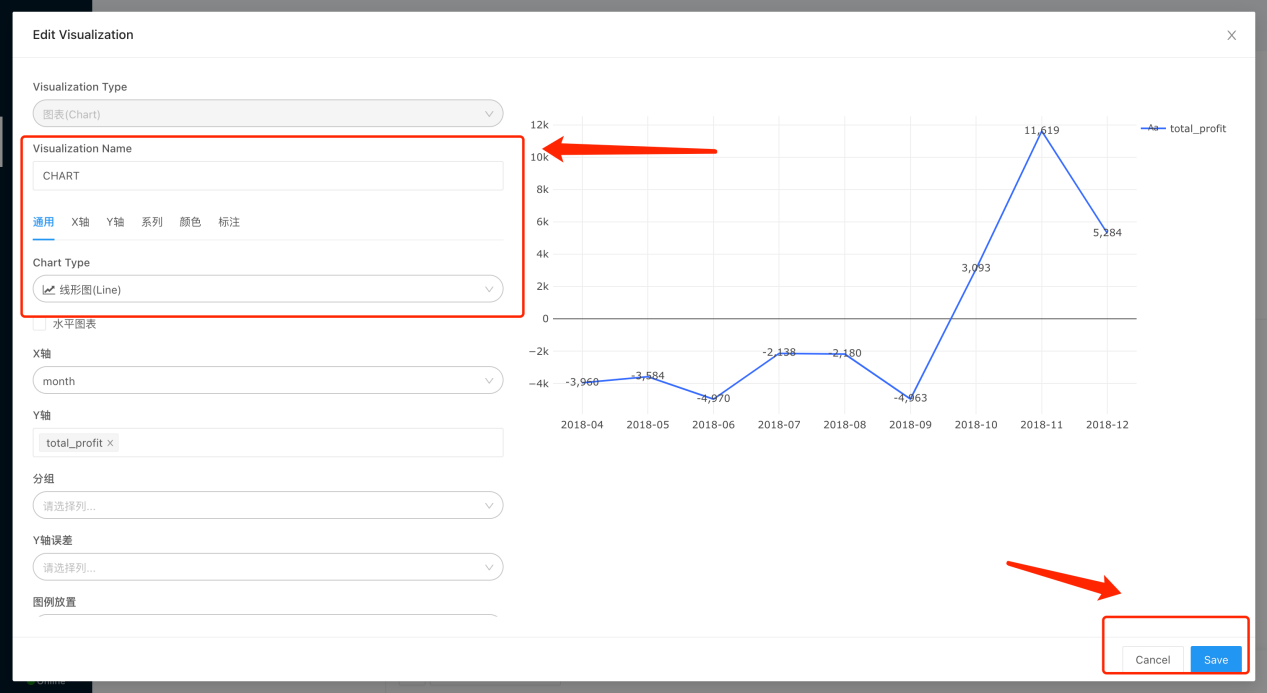 Edit Visualization
Visualization Type
图表(Chart)
Visualization Name
CHART
通用 X轴 Y轴 系列 颜色 标注
Chart Type
线形图(Line)
水平图表
X轴
month
Y轴
total_profit
分组
请选择列...
Y轴误差
请选择列...
图例放置
12k
10k
8k
6k
4k
2k
0
−2k
−4k
-3,960
-3,584
-4,970
-2,138
-2,180
-4,963
3,093
11,619
5,284
2018-04 2018-05 2018-06 2018-07 2018-08 2018-09 2018-10 2018-11 2018-12
Aa total_profit
Cancel Save
Online